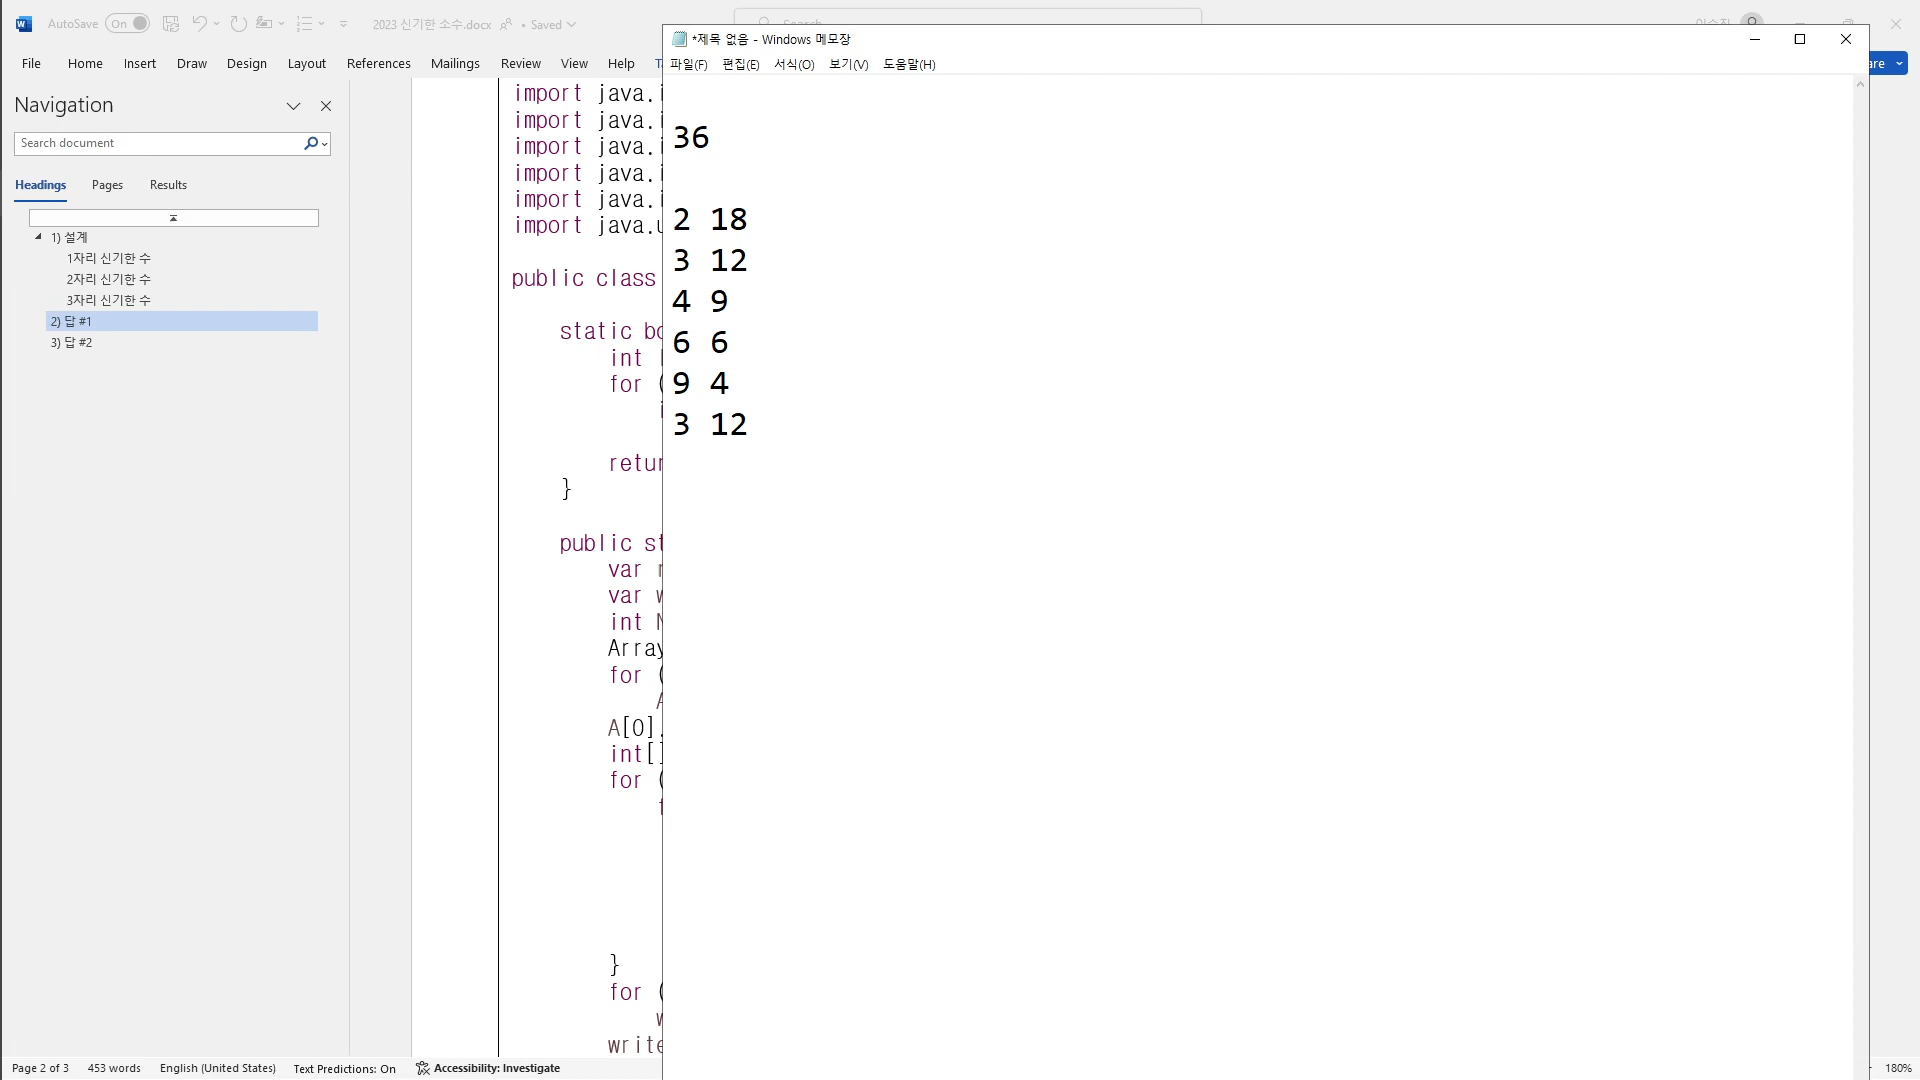 AutoSave On 2023 신기한 소수.docx • Saved Search 이수진
File Home Insert Draw Design Layout References Mailings Review View Help
Navigation
Search document
Headings Pages Results
1) 설계
1자리 신기한 수
2자리 신기한 수
3자리 신기한 수
2) 답 #1
3) 답 #2
import java.i
import java.i
import java.i
import java.i
import java.i
import java.u
public class
static bo
int
for (
i
retur
}
public st
var r
var w
int N
Array
for (
A
A[0].
int[]
for (
}
for (
w
write
*제목 없음 - Windows 메모장
파일(F) 편집(E) 서식(O) 보기(V) 도움말(H)
36
2 18
3 12
4 9
6 6
9 4
3 12
Page 2 of 3 453 words English (United States) Text Predictions: On Accessibility: Investigate 180%